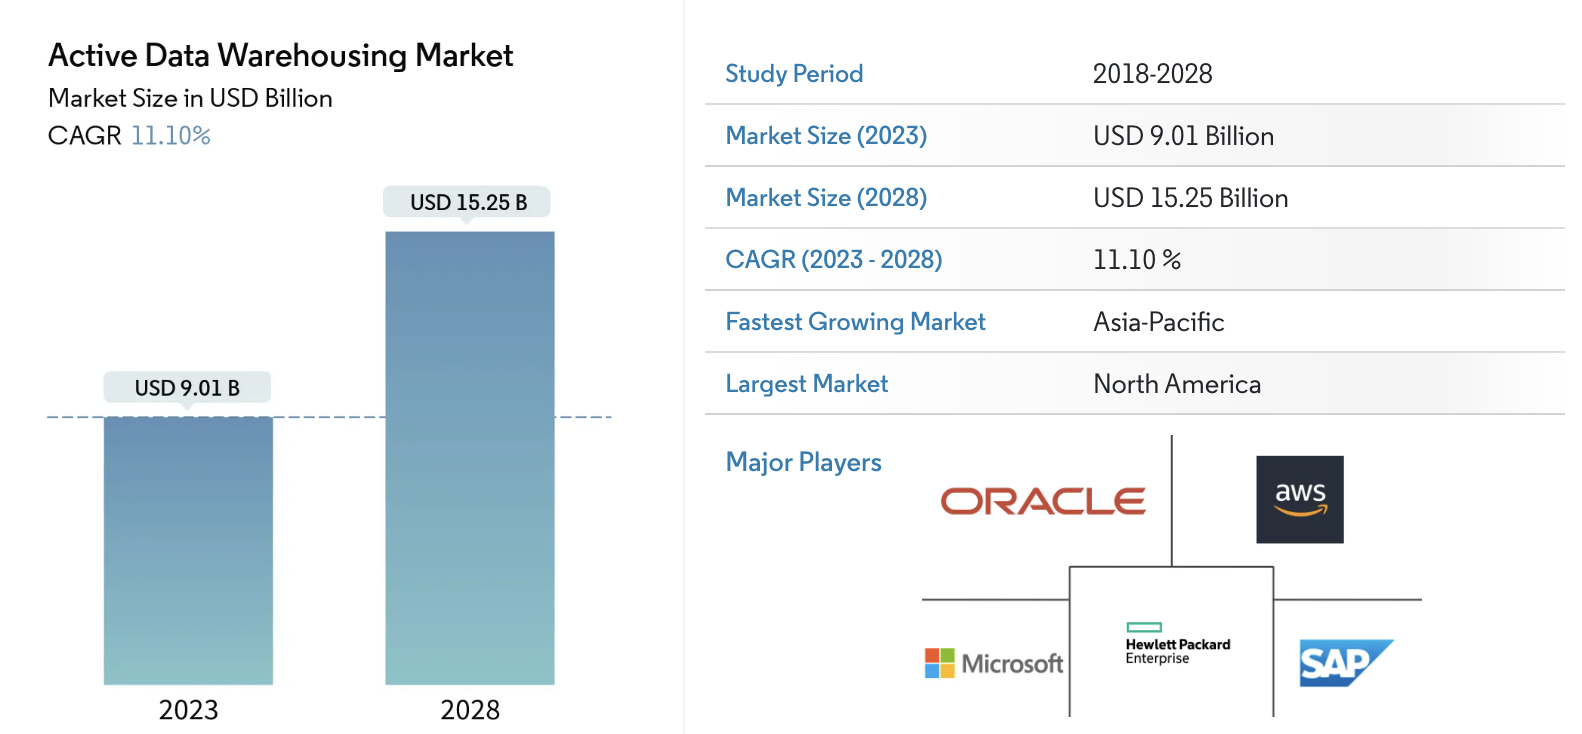 Active Data Warehousing Market
Market Size in USD Billion
CAGR 11.10%
USD 15.25 B
USD 9.01 B
2023
2028
Study Period 2018-2028
Market Size (2023) USD 9.01 Billion
Market Size (2028) USD 15.25 Billion
CAGR (2023 - 2028) 11.10 %
Fastest Growing Market Asia-Pacific
Largest Market North America
Major Players
ORACLE
aws
Microsoft
Hewlett Packard
Enterprise
SAP